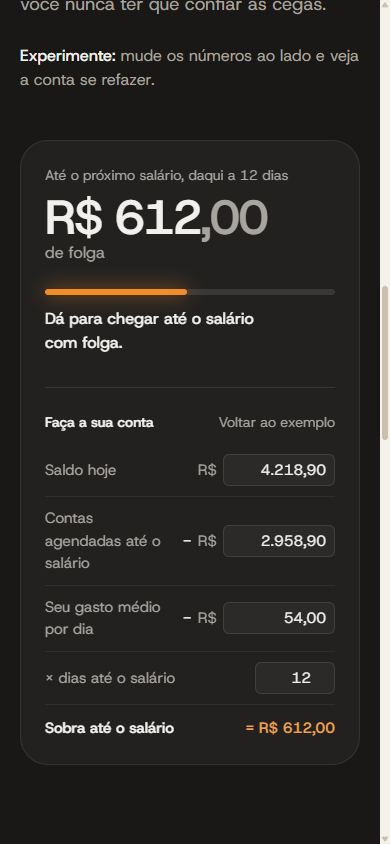 você nunca ter que confiar às cegas.
Experimente: mude os números ao lado e veja
a conta se refazer.
Até o próximo salário, daqui a 12 dias
R$ 612,00
de folga
Dá para chegar até o salário
com folga.
Faça a sua conta
Voltar ao exemplo
Saldo hoje R$ 4.218,90
Contas
agendadas até o − R$ 2.958,90
salário
Seu gasto médio
por dia − R$ 54,00
× dias até o salário 12
Sobra até o salário = R$ 612,00